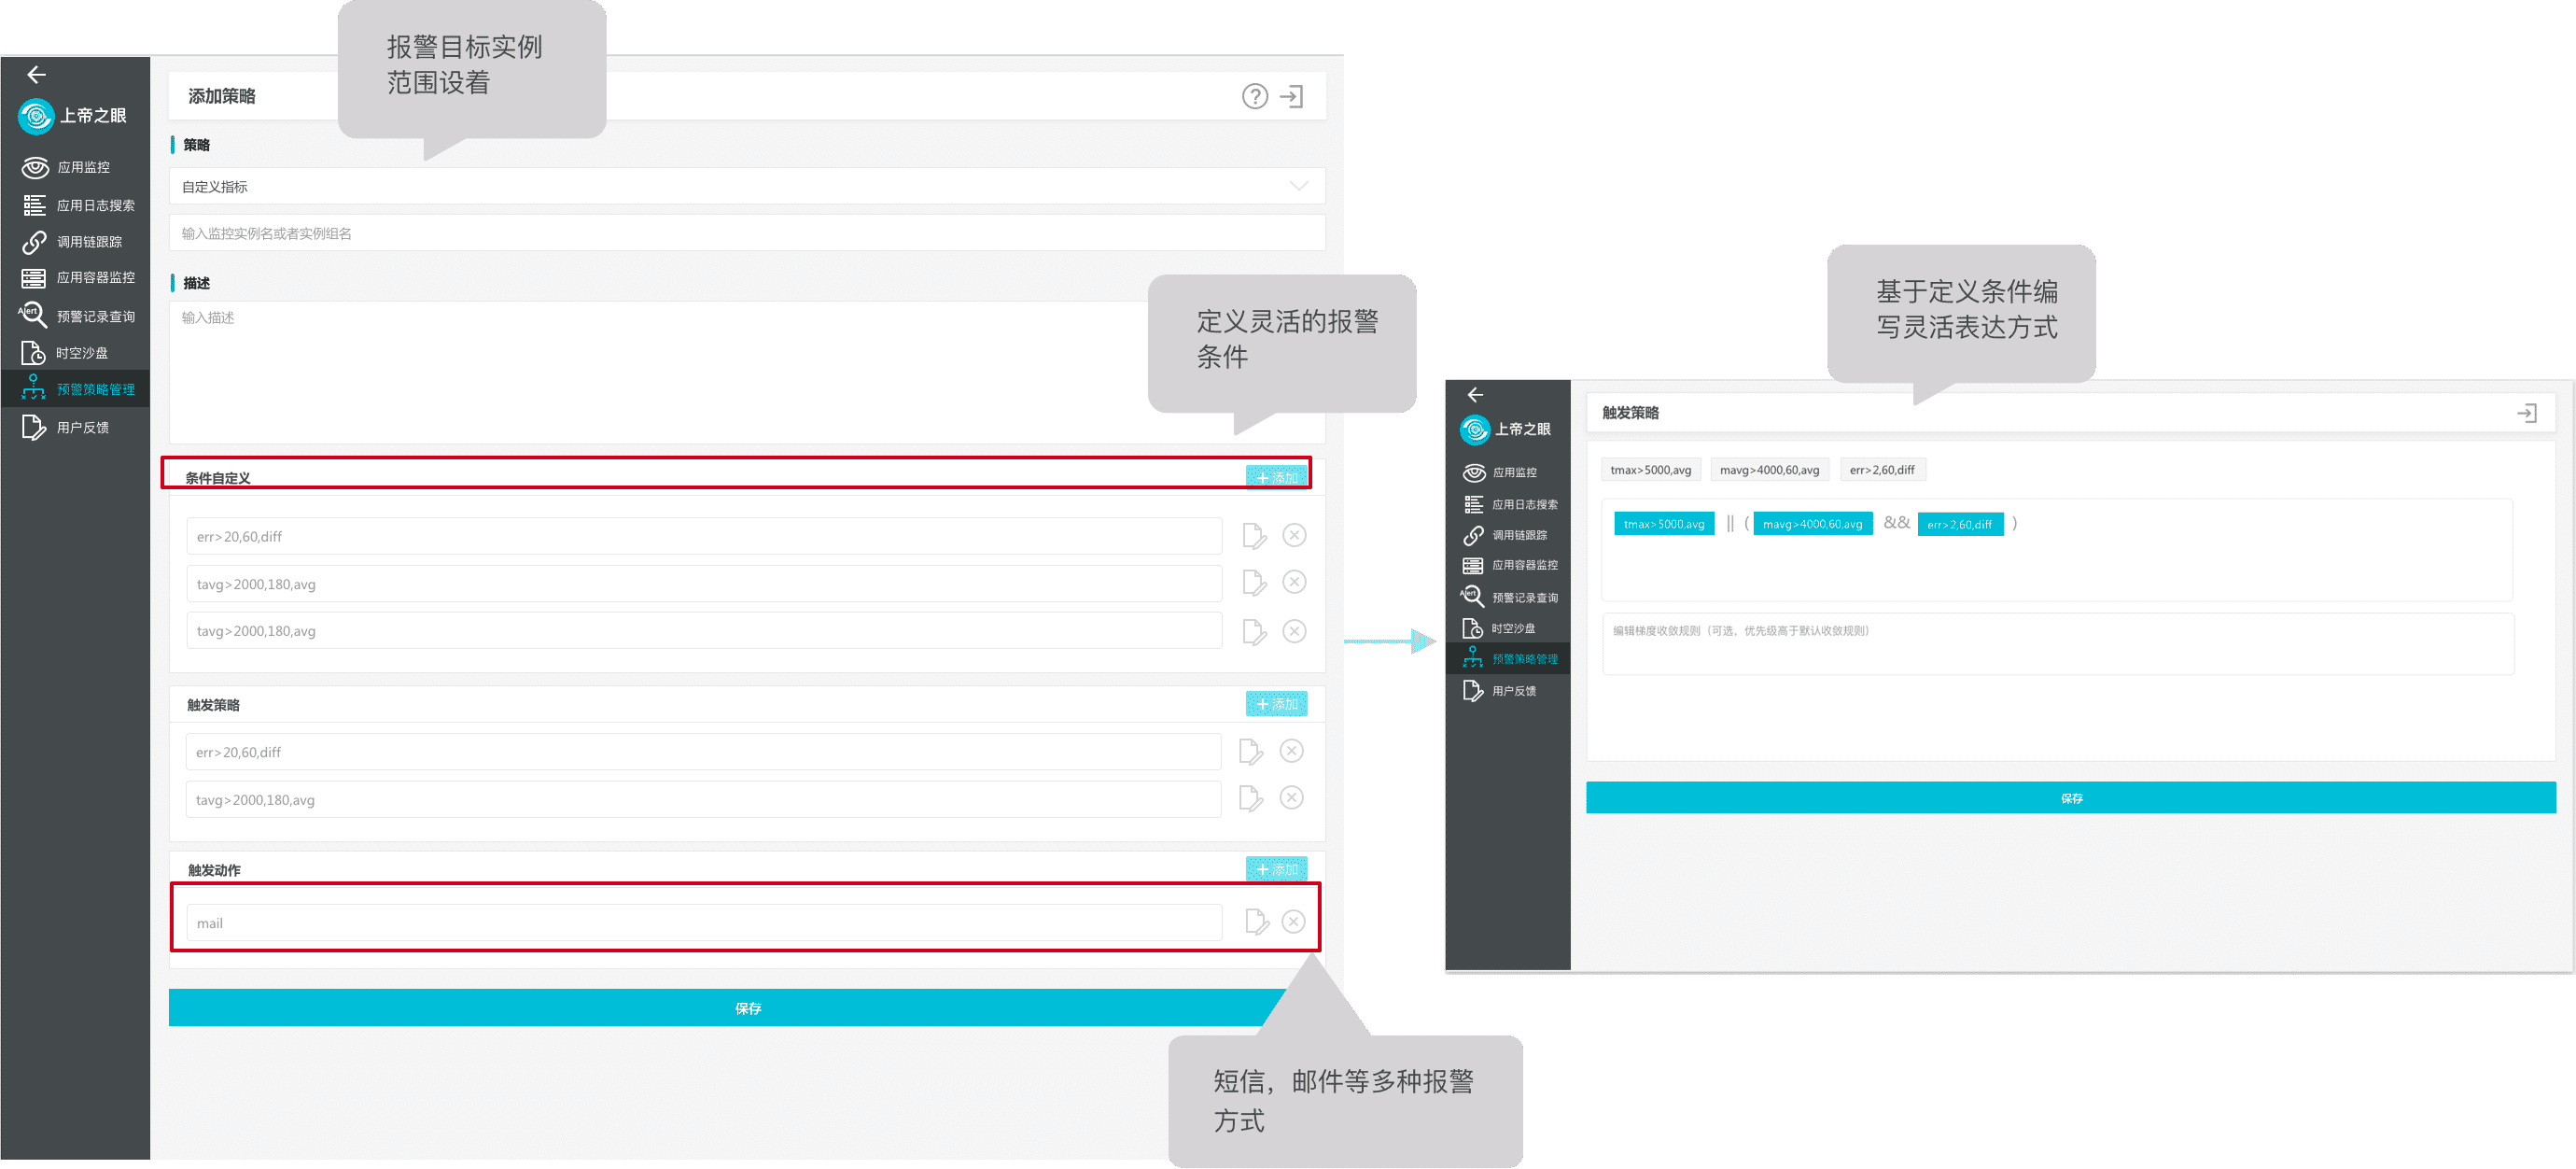 报警目标实例
范围设着
上帝之眼
应用监控
应用日志搜索
调用链跟踪
应用容器监控
Alert
预警记录查询
时空沙盘
预警策略管理
用户反馈
添加策略
?
策略
自定义指标
输入监控实例名或者实例组名
描述
输入描述
定义灵活的报警
条件
条件自定义
+ 添加
err>20,60,diff
tavg>2000,180,avg
tavg>2000,180,avg
触发策略
+ 添加
err>20,60,diff
tavg>2000,180,avg
触发动作
+ 添加
mail
保存
短信，邮件等多种报警
方式
基于定义条件编
写灵活表达方式
上帝之眼
应用监控
应用日志搜索
调用链跟踪
应用容器监控
Alert
预警记录查询
时空沙盘
预警策略管理
用户反馈
触发策略
tmax>5000,avg mavg>4000,60,avg err>2,60,diff
tmax>5000,avg || ( mavg>4000,60,avg && err>2,60,diff )
编辑梯度收敛规则（可选，优先级高于默认收敛规则）
保存